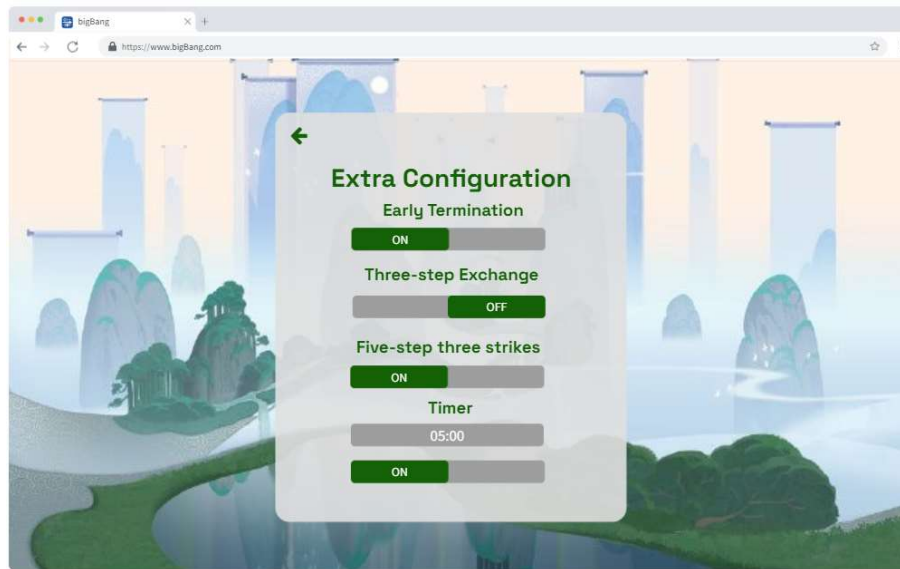 bigBang
https://www.bigBang.com
Extra Configuration
Early Termination
ON
Three-step Exchange
OFF
Five-step three strikes
ON
Timer
05:00
ON